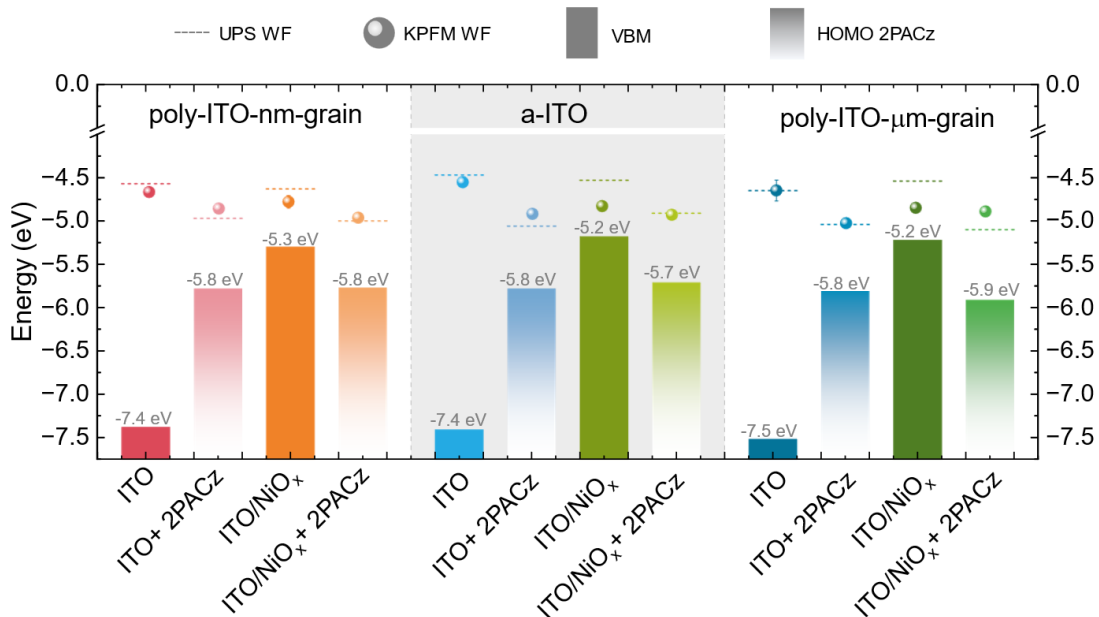 UPS WF
KPFM WF
VBM
HOMO 2PACz
0.0
0.0
poly-ITO-nm-grain
a-ITO
poly-ITO-μm-grain
Energy (eV)
−4.5
−5.0
−5.5
−6.0
−6.5
−7.0
−7.5
-7.4 eV
-5.8 eV
-5.3 eV
-5.8 eV
-7.4 eV
-5.8 eV
-5.2 eV
-5.7 eV
-7.5 eV
-5.8 eV
-5.2 eV
-5.9 eV
−4.5
−5.0
−5.5
−6.0
−6.5
−7.0
−7.5
ITO
ITO+ 2PACz
ITO/NiOₓ
ITO/NiOₓ+ 2PACz
ITO
ITO+ 2PACz
ITO/NiOₓ
ITO/NiOₓ+ 2PACz
ITO
ITO+ 2PACz
ITO/NiOₓ
ITO/NiOₓ+ 2PACz